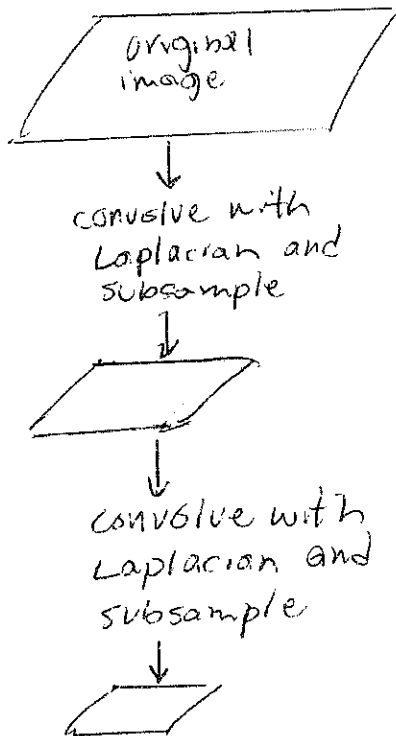 original
image
convolve with
Laplacian and
subsample
convolve with
Laplacian and
subsample